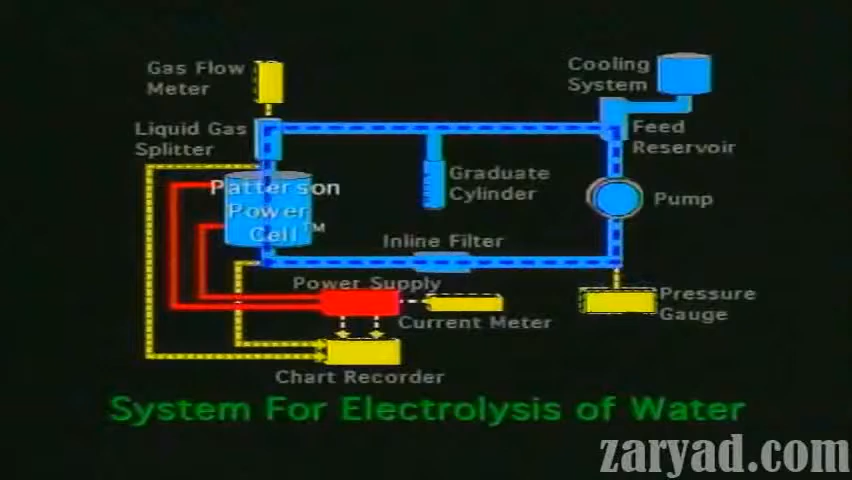 Gas Flow
Meter
Cooling
System
Liquid Gas
Splitter
Feed
Reservoir
Graduate
Cylinder
Patterson
Power
Cell™
Pump
Inline Filter
Power Supply
Pressure
Gauge
Current Meter
Chart Recorder
System For Electrolysis of Water
zaryad.com